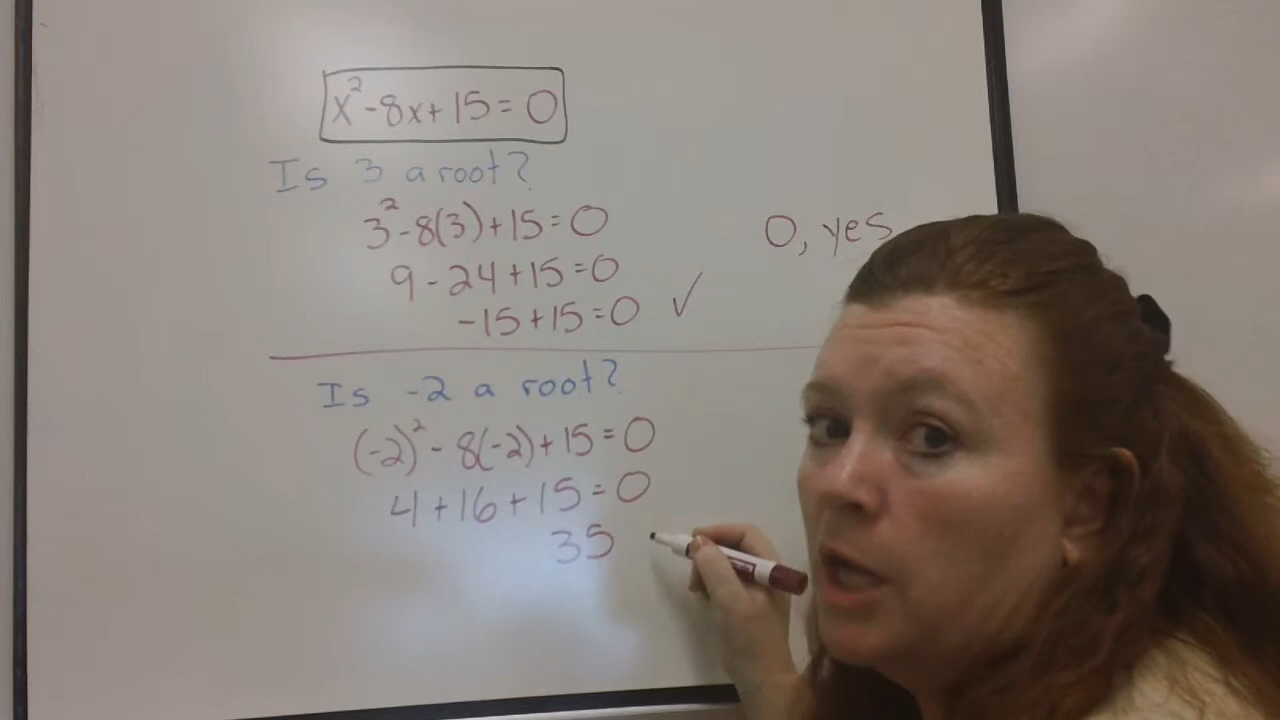 x²-8x+15=0
Is 3 a root?
3²-8(3)+15=0
0, yes
9-24+15=0
-15+15=0 ✓
Is -2 a root?
(-2)²-8(-2)+15=0
4+16+15=0
35